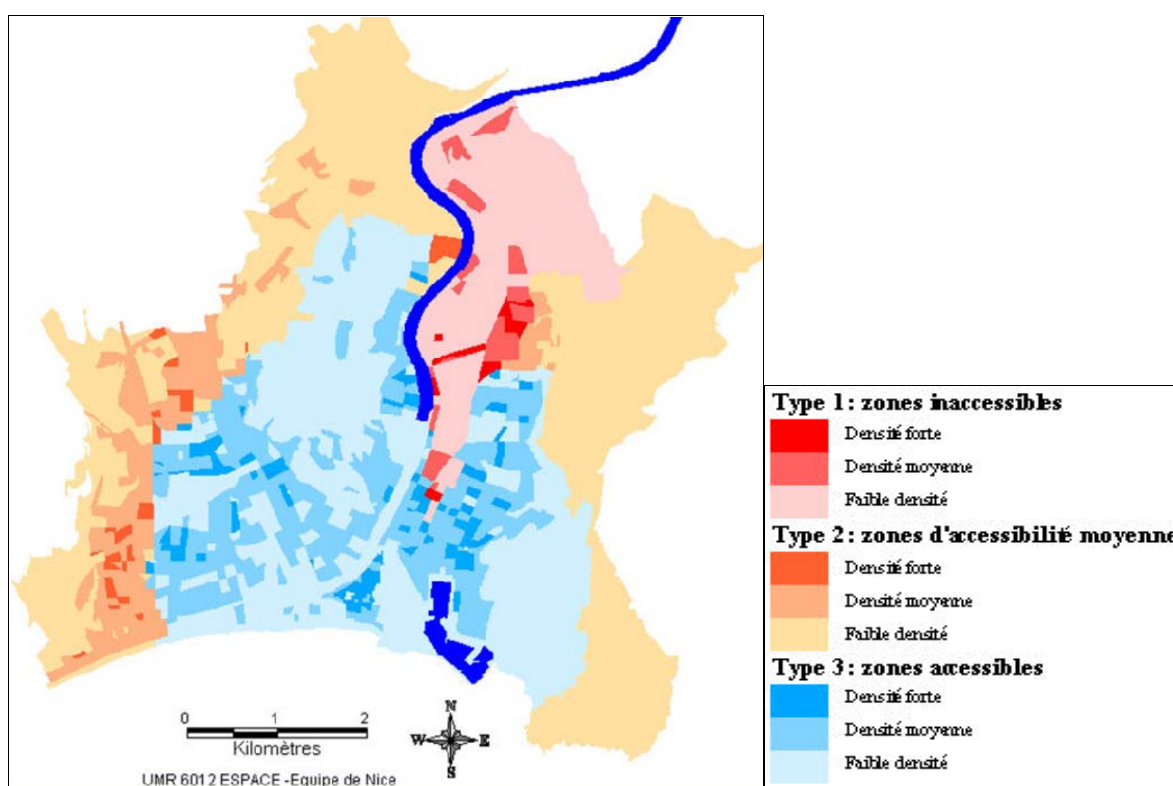 0 1 2
Kilomètres
N
W E
S
UMR 6012 ESPACE -Equipe de Nice
Type 1 : zones inaccessibles
Densité forte
Densité moyenne
Faible densité
Type 2 : zones d'accessibilité moyenne
Densité forte
Densité moyenne
Faible densité
Type 3 : zones accessibles
Densité forte
Densité moyenne
Faible densité